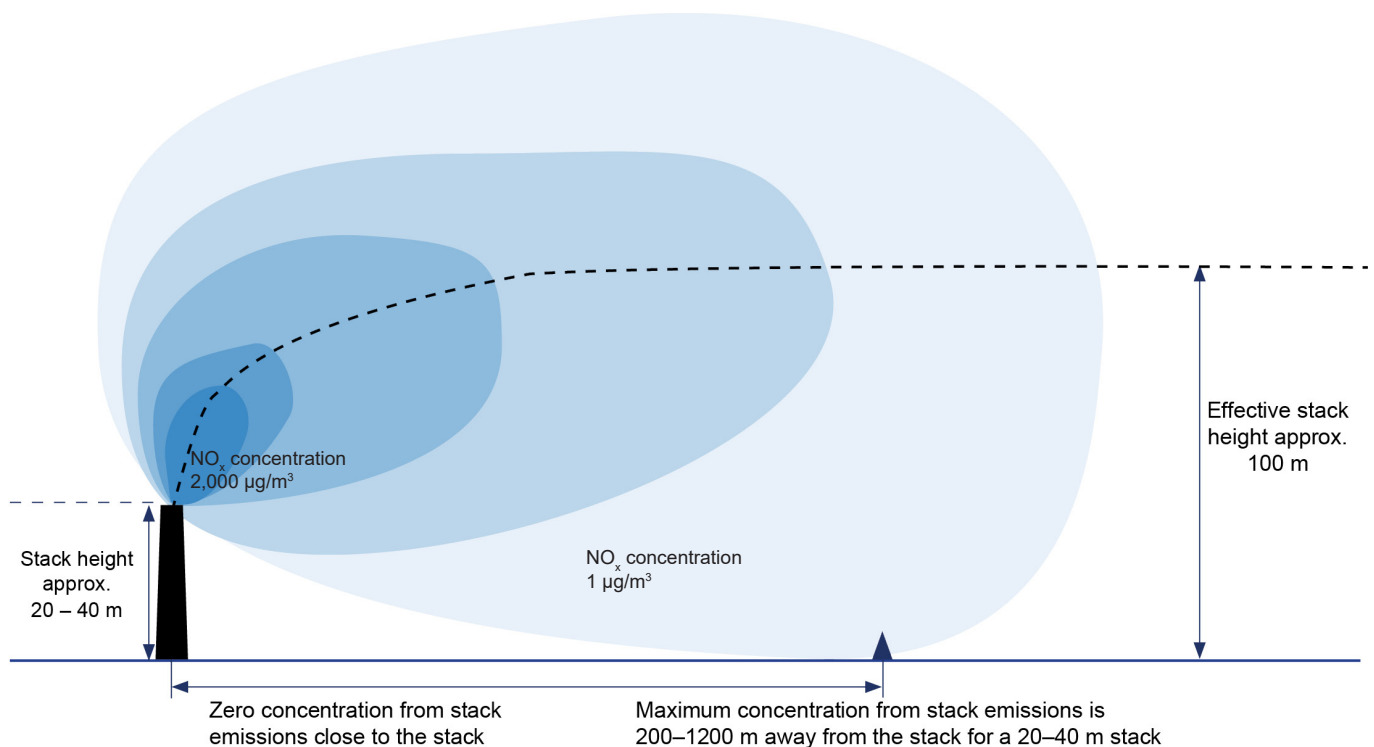 NOₓ concentration
2,000 µg/m³
Effective stack
height approx.
100 m
Stack height
approx.
20 – 40 m
NOₓ concentration
1 µg/m³
Zero concentration from stack
emissions close to the stack
Maximum concentration from stack emissions is
200–1200 m away from the stack for a 20–40 m stack